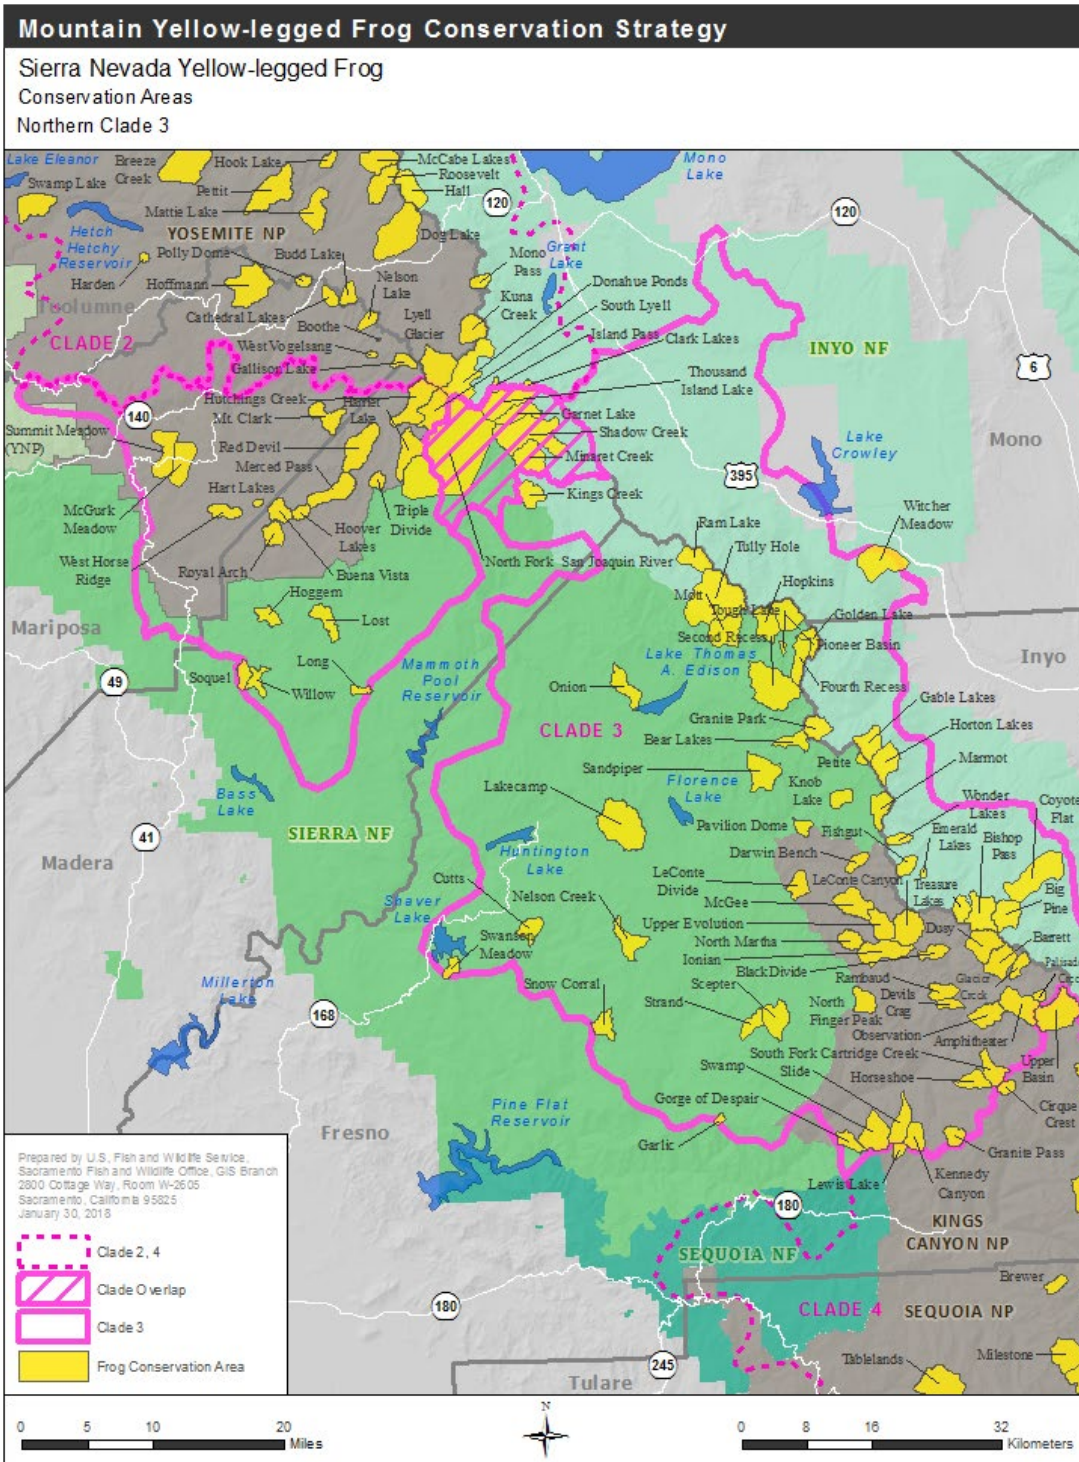 Mountain Yellow-legged Frog Conservation Strategy
Sierra Nevada Yellow-legged Frog
Conservation Areas
Northern Clade 3
Lake Eleanor
Breeze
Creek
Hook Lake
McCabe Lakes
Roosevelt
Hall
Mono
Lake
Swamp Lake
Pettit
Mattie Lake
120
120
Hetch
Hetchy
Reservoir
YOSEMITE NP
Dog Lake
Polly Dome
Budd Lake
Mono
Pass
Grant
Lake
Harden
Hoffmann
Nelson
Lake
Donahue Ponds
Tuolumne
Cathedral Lakes
Kuna
Creek
South Lyell
Boothe
Lyell
Glacier
Island Pass
Clark Lakes
CLADE 2
West Vogelsang
INYO NF
6
Gallison Lake
Thousand
Island Lake
Hutchings Creek
Harriet
Lake
Mt. Clark
140
Garnet Lake
Summit Meadow
(YNP)
Shadow Creek
Mono
Red Devil
Minaret Creek
Lake
Crowley
Merced Pass
395
Hart Lakes
Kings Creek
McGurk
Meadow
Triple
Divide
Witcher
Meadow
Hoover
Lakes
Ram Lake
Tully Hole
West Horse
Ridge
Royal Arch
Buena Vista
North Fork
San Joaquin River
Hopkins
Hoggem
Mott
Tough Lake
Golden Lake
Mariposa
Lost
Second Recess
Pioneer Basin
Lake Thomas
A. Edison
Inyo
Long
Mammoth
Pool
Reservoir
Soquel
Willow
49
Onion
Fourth Recess
Gable Lakes
Granite Park
Horton Lakes
CLADE 3
Bear Lakes
Petite
Marmot
Sandpiper
Florence
Lake
Knob
Lake
Lakecamp
Wonder
Lakes
Coyote
Flat
Bass
Lake
Pavilion Dome
Fishgut
Emerald
Lakes
Bishop
Pass
41
SIERRA NF
Huntington
Lake
Darwin Bench
Madera
LeConte
Divide
LeConte Canyon
Treasure
Lakes
Big
Pine
Cutts
Nelson Creek
McGee
Shaver
Lake
Upper Evolution
Dusy
Swanson
Meadow
North Martha
Barrett
Ionian
Black Divide
Palisade
Millerton
Lake
Snow Corral
Scepter
Rambaud
Glacier
Creek
Strand
North
Finger Peak
Devils
Crag
168
Observation
Amphitheater
South Fork Cartridge Creek
Upper
Basin
Swamp
Slide
Horseshoe
Gorge of Despair
Cirque
Crest
Pine Flat
Reservoir
Fresno
Garlic
Granite Pass
Lewis Lake
Kennedy
Canyon
180
KINGS
CANYON NP
SEQUOIA NF
Brewer
180
CLADE 4
SEQUOIA NP
Milestone
245
Tablelands
Tulare
Prepared by U.S. Fish and Wildlife Service,
Sacramento Fish and Wildlife Office, GIS Branch
2800 Cottage Way, Room W-2605
Sacramento, California 95825
January 30, 2018
Clade 2, 4
Clade Overlap
Clade 3
Frog Conservation Area
0 5 10 20
Miles
N
0 8 16 32
Kilometers